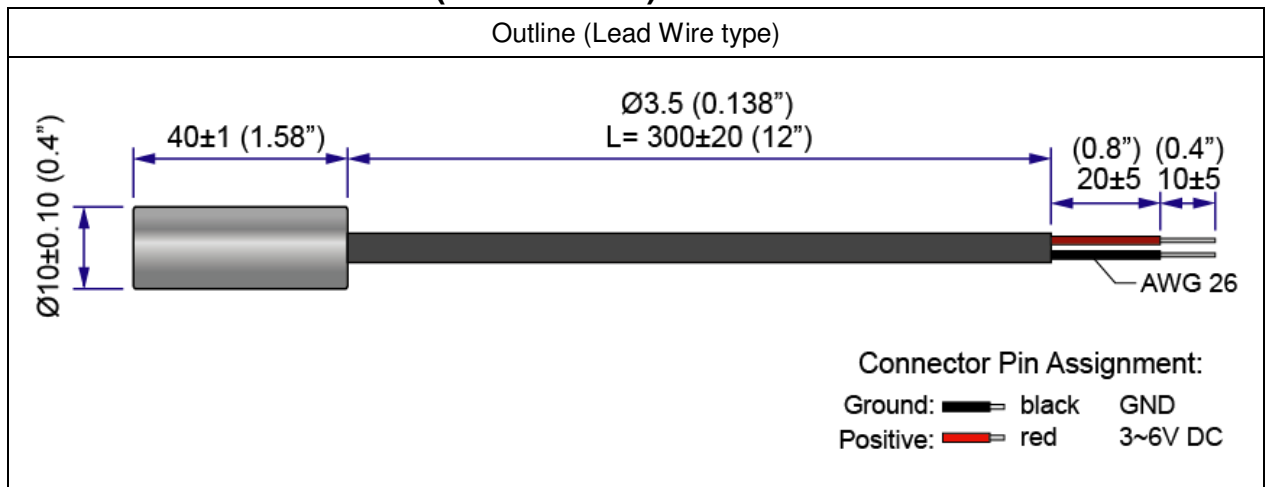 Outline (Lead Wire type)
Ø3.5 (0.138”)
40±1 (1.58”)
L= 300±20 (12”)
(0.8”) (0.4”)
20±5 10±5
Ø10±0.10 (0.4”)
AWG 26
Connector Pin Assignment:
Ground: black GND
Positive: red 3~6V DC